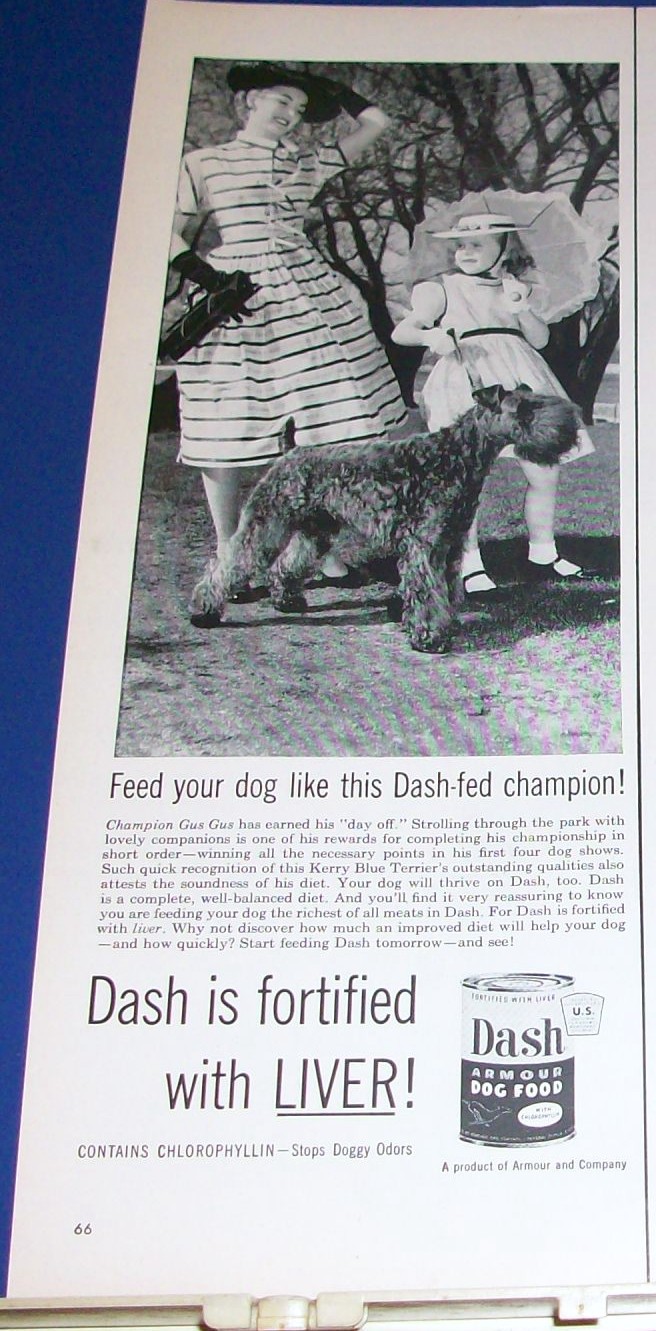 Feed your dog like this Dash-fed champion!
Champion Gus Gus has earned his "day off." Strolling through the park with
lovely companions is one of his rewards for completing his championship in
short order—winning all the necessary points in his first four dog shows.
Such quick recognition of this Kerry Blue Terrier's outstanding qualities also
attests the soundness of his diet. Your dog will thrive on Dash, too. Dash
is a complete, well-balanced diet. And you'll find it very reassuring to know
you are feeding your dog the richest of all meats in Dash. For Dash is fortified
with liver. Why not discover how much an improved diet will help your dog
—and how quickly? Start feeding Dash tomorrow—and see!
Dash is fortified
with LIVER!
CONTAINS CHLOROPHYLLIN—Stops Doggy Odors
FORTIFIED WITH LIVER
U.S.
Dash
ARMOUR
DOG FOOD
WITH
CHLOROPHYLLIN
A product of Armour and Company
66